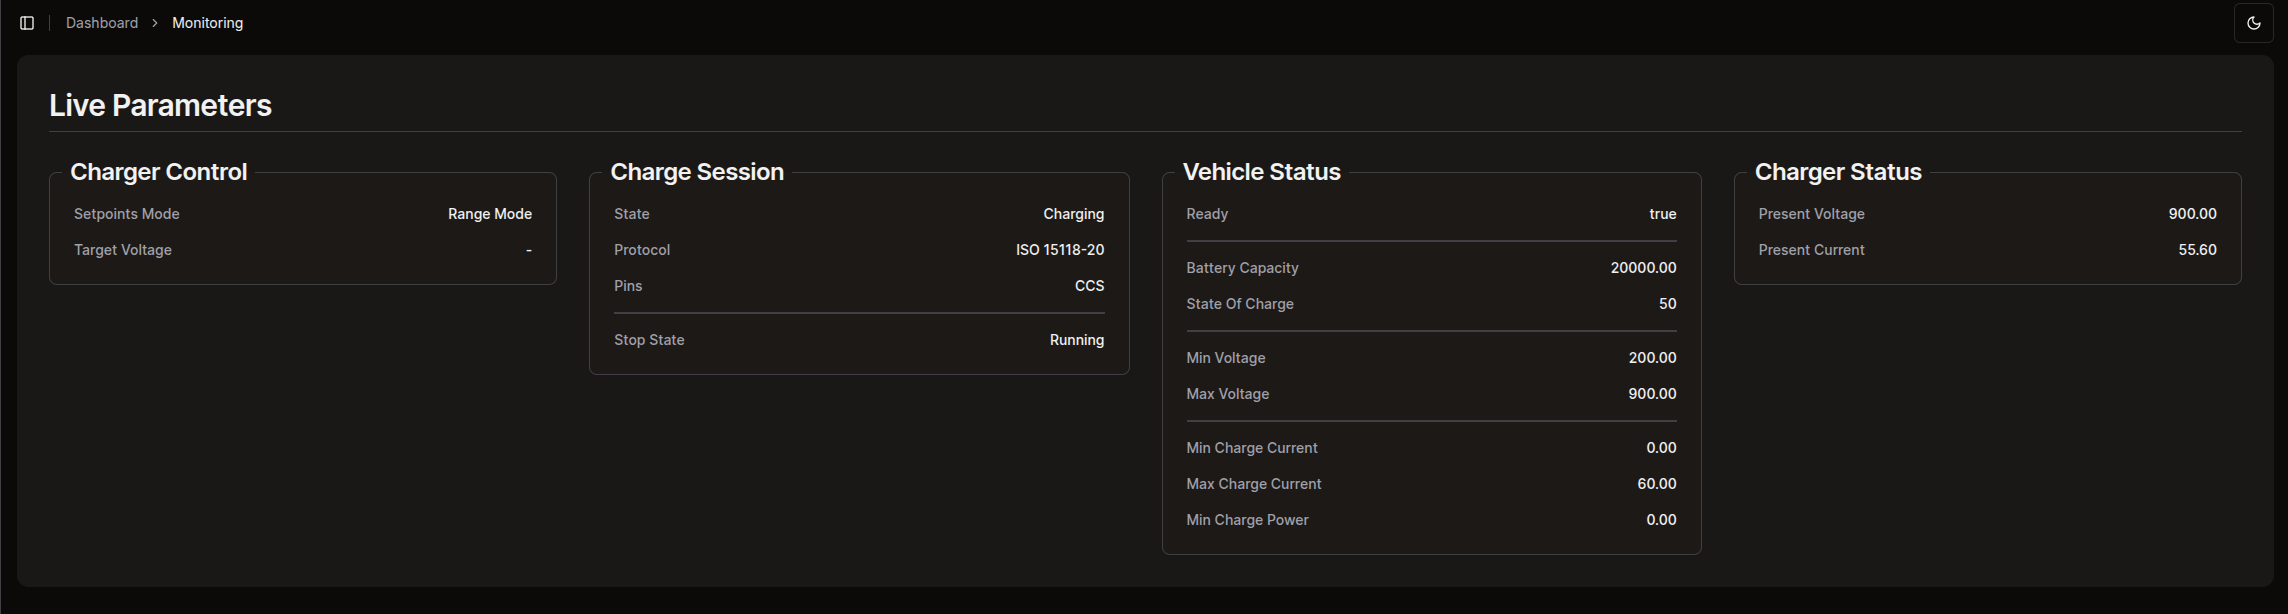 Dashboard > Monitoring
Live Parameters
Charger Control
Setpoints Mode Range Mode
Target Voltage -
Charge Session
State Charging
Protocol ISO 15118-20
Pins CCS
Stop State Running
Vehicle Status
Ready true
Battery Capacity 20000.00
State Of Charge 50
Min Voltage 200.00
Max Voltage 900.00
Min Charge Current 0.00
Max Charge Current 60.00
Min Charge Power 0.00
Charger Status
Present Voltage 900.00
Present Current 55.60